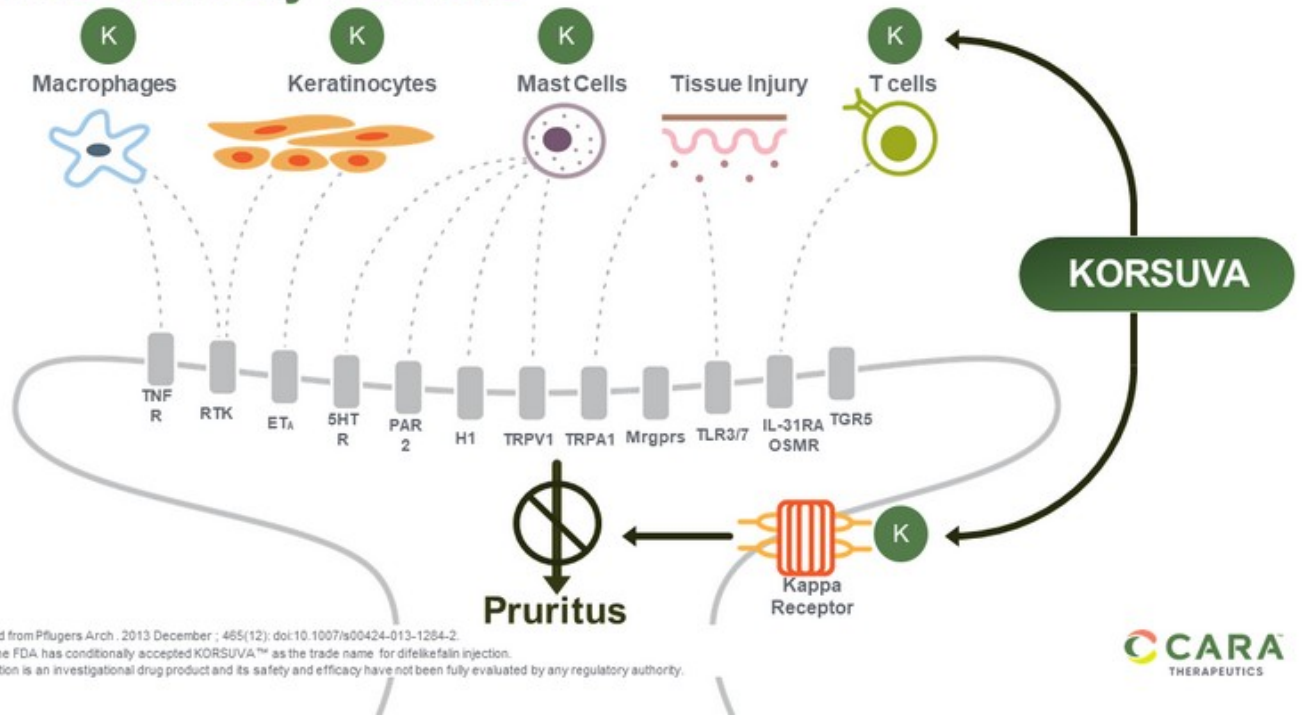 K K K K
Macrophages Keratinocytes Mast Cells Tissue Injury T cells
KORSUVA
TNF
R
RTK
ETA
5HT
R
PAR
2
H1
TRPV1
TRPA1
Mrgprs
TLR3/7
IL-31RA
OSMR
TGR5
K
Kappa
Receptor
Pruritus
d from Pflugers Arch. 2013 December ; 465(12): doi:10.1007/s00424-013-1284-2.
e FDA has conditionally accepted KORSUVA™ as the trade name for difelikefalin injection.
tion is an investigational drug product and its safety and efficacy have not been fully evaluated by any regulatory authority.
CARA™
THERAPEUTICS